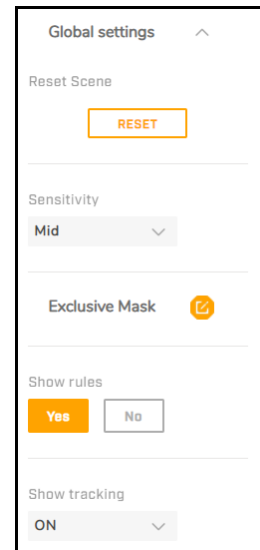 Global settings
Reset Scene
RESET
Sensitivity
Mid
Exclusive Mask
Show rules
Yes No
Show tracking
ON